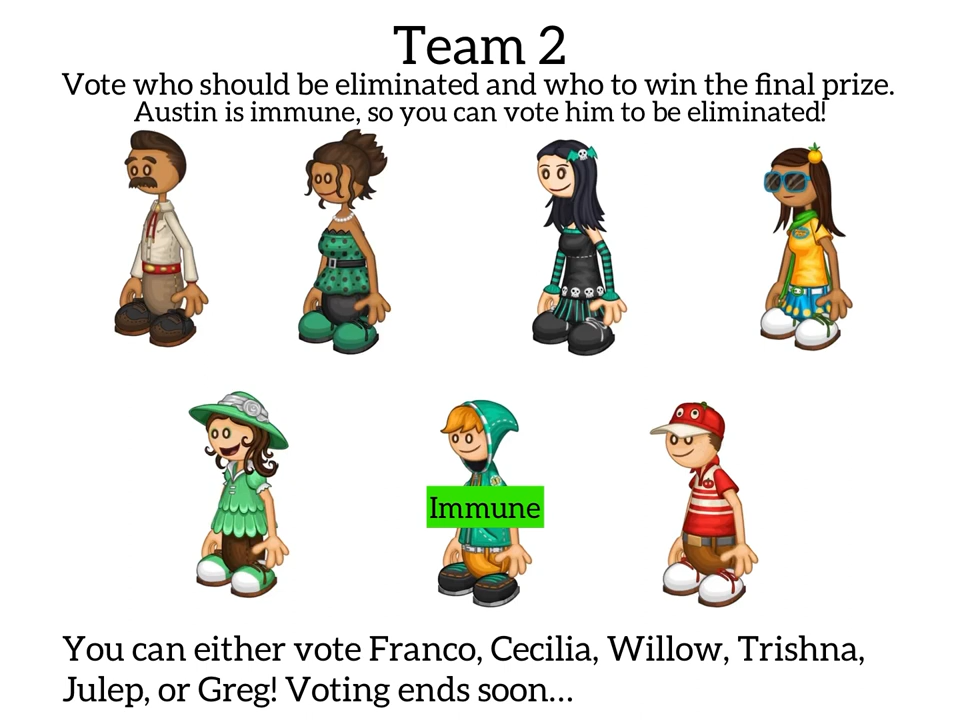 Team 2
Vote who should be eliminated and who to win the final prize.
Austin is immune, so you can vote him to be eliminated!
Immune
You can either vote Franco, Cecilia, Willow, Trishna,
Julep, or Greg! Voting ends soon...